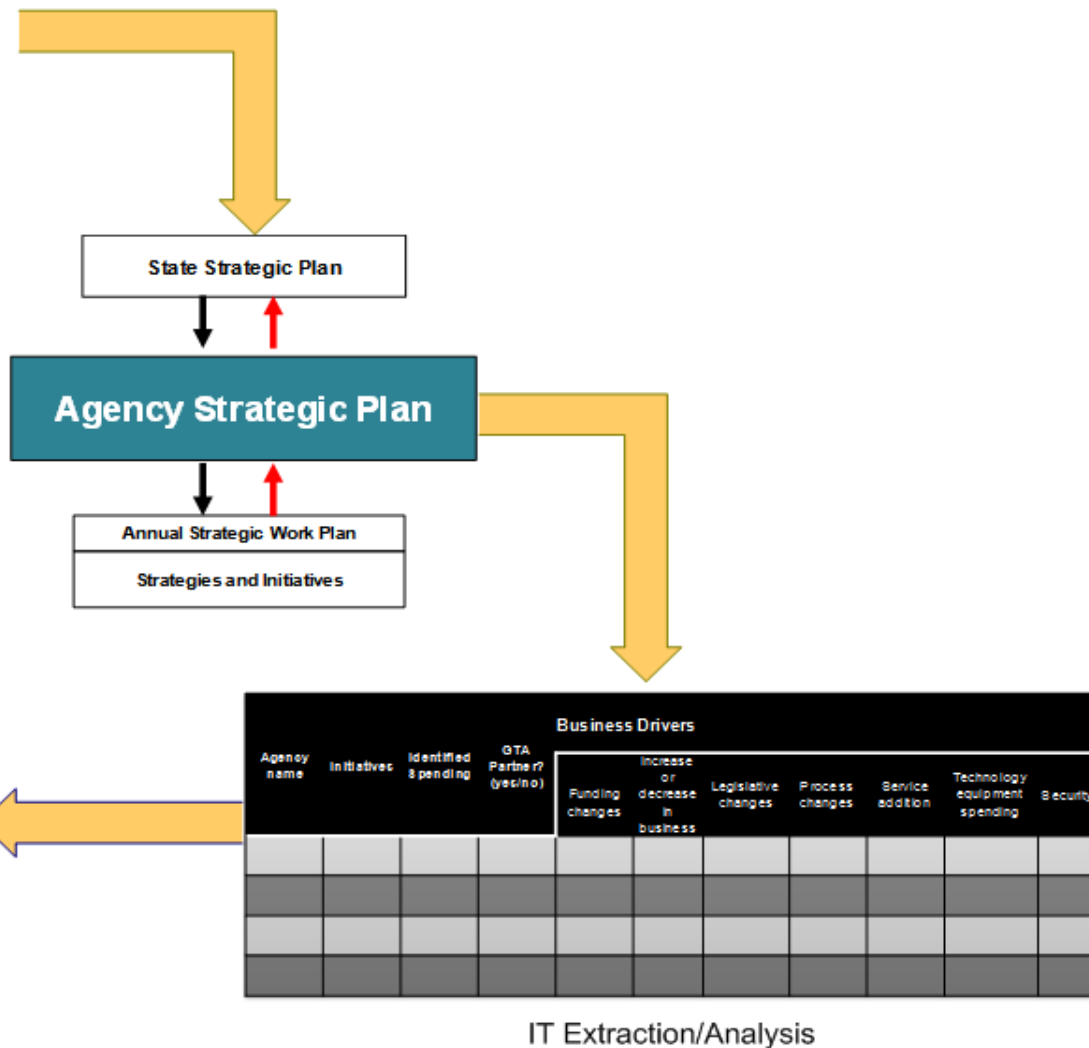 State Strategic Plan
Agency Strategic Plan
Annual Strategic Work Plan
Strategies and Initiatives
Business Drivers
Agency
name
Initiatives
Identified
Spending
GTA
Partner?
(yes/no)
Funding
changes
Increase
or
decrease
in
business
Legislative
changes
Process
changes
Service
addition
Technology
equipment
spending
Security
IT Extraction/Analysis